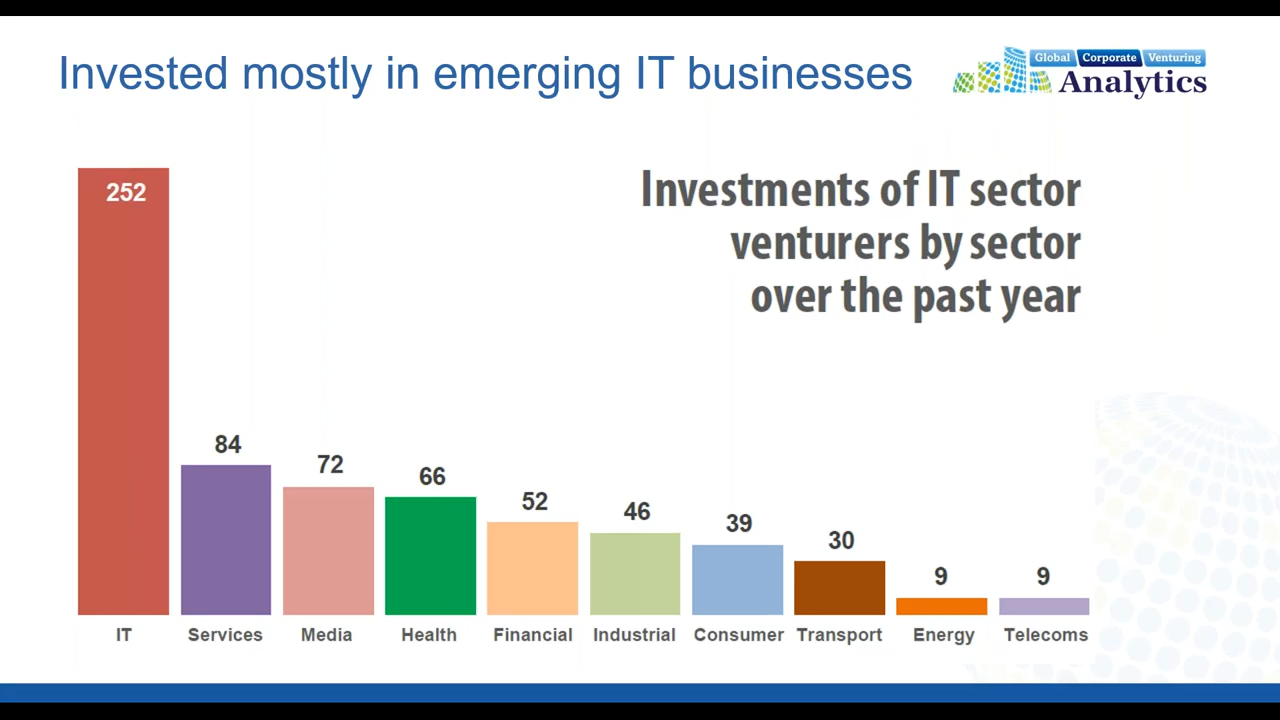 Invested mostly in emerging IT businesses
Global Corporate Venturing
Analytics
Investments of IT sector
venturers by sector
over the past year
252
84
72
66
52
46
39
30
9
9
IT
Services
Media
Health
Financial
Industrial
Consumer
Transport
Energy
Telecoms